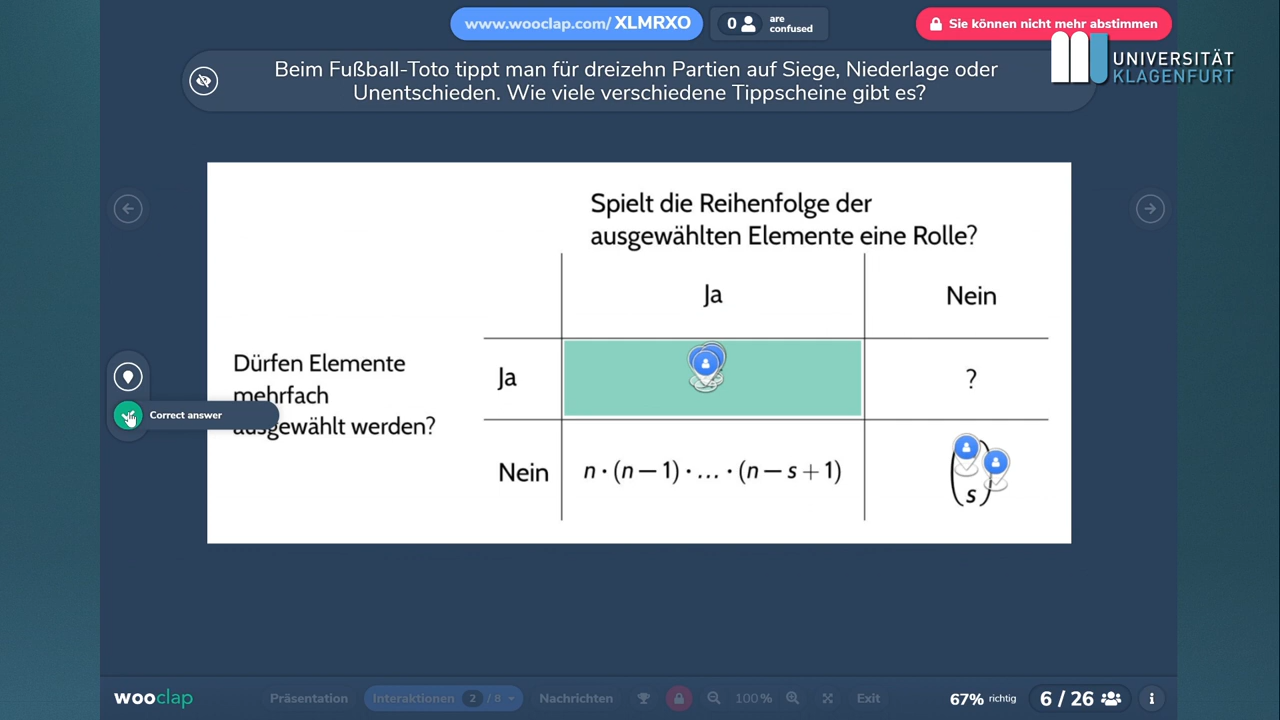 www.wooclap.com/XLMRXO
0 are confused
Sie können nicht mehr abstimmen
UNIVERSITÄT
KLAGENFURT
Beim Fußball-Toto tippt man für dreizehn Partien auf Siege, Niederlage oder
Unentschieden. Wie viele verschiedene Tippscheine gibt es?
Spielt die Reihenfolge der
ausgewählten Elemente eine Rolle?
Ja
Nein
Dürfen Elemente
mehrfach
ausgewählt werden?
Ja
?
Correct answer
Nein
n · (n − 1) · … · (n − s + 1)
s
wooclap
Präsentation
Interaktionen 2 / 8
Nachrichten
100 %
Exit
67% richtig
6 / 26